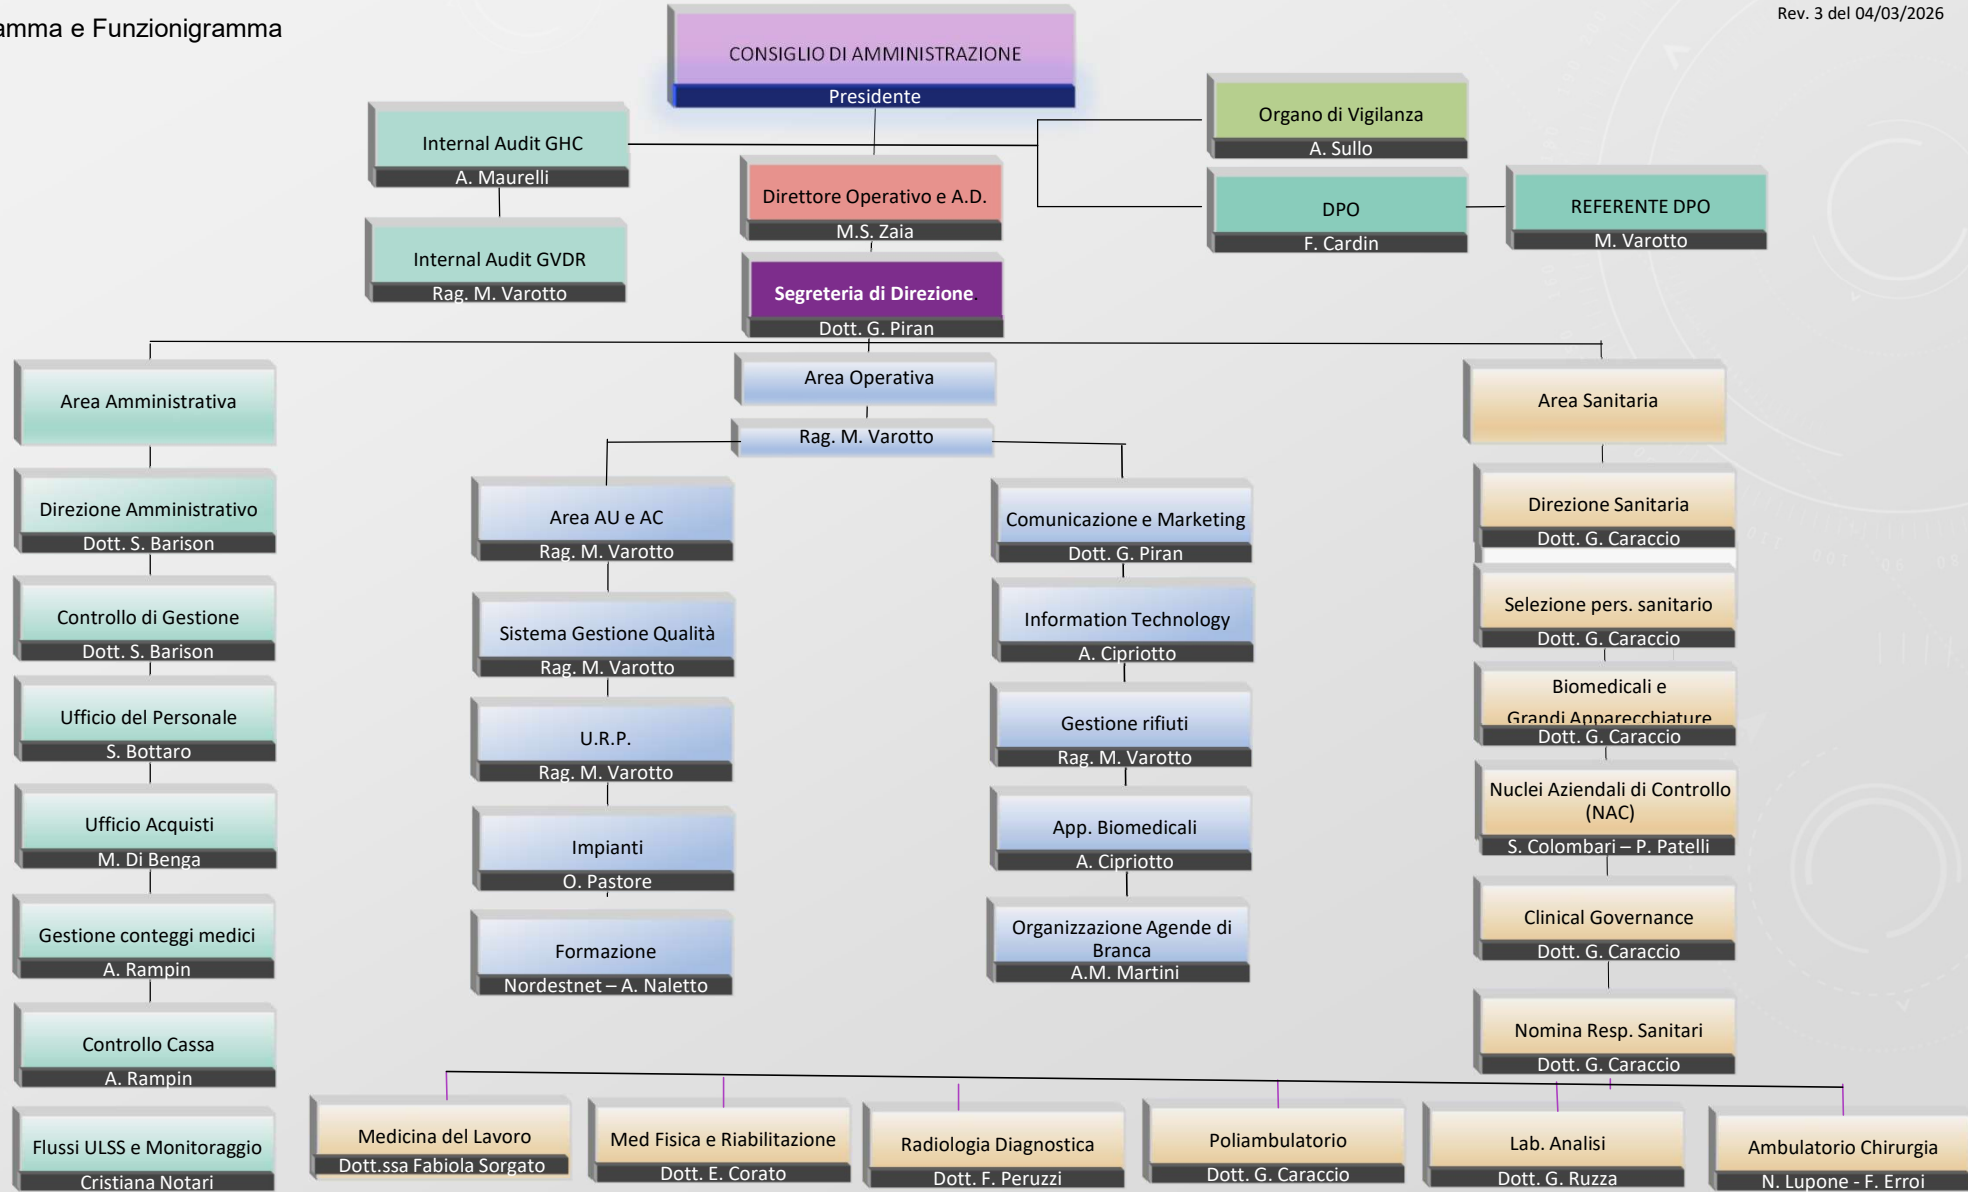 amma e Funzionigramma
Rev. 3 del 04/03/2026
CONSIGLIO DI AMMINISTRAZIONE
Presidente
Internal Audit GHC
A. Maurelli
Organo di Vigilanza
A. Sullo
Direttore Operativo e A.D.
M.S. Zaia
DPO
F. Cardin
REFERENTE DPO
M. Varotto
Internal Audit GVDR
Rag. M. Varotto
Segreteria di Direzione.
Dott. G. Piran
Area Amministrativa
Direzione Amministrativo
Dott. S. Barison
Controllo di Gestione
Dott. S. Barison
Ufficio del Personale
S. Bottaro
Ufficio Acquisti
M. Di Benga
Gestione conteggi medici
A. Rampin
Controllo Cassa
A. Rampin
Flussi ULSS e Monitoraggio
Cristiana Notari
Area Operativa
Rag. M. Varotto
Area AU e AC
Rag. M. Varotto
Sistema Gestione Qualità
Rag. M. Varotto
U.R.P.
Rag. M. Varotto
Impianti
O. Pastore
Formazione
Nordestnet – A. Naletto
Comunicazione e Marketing
Dott. G. Piran
Information Technology
A. Cipriotto
Gestione rifiuti
Rag. M. Varotto
App. Biomedicali
A. Cipriotto
Organizzazione Agende di
Branca
A.M. Martini
Area Sanitaria
Direzione Sanitaria
Dott. G. Caraccio
Selezione pers. sanitario
Dott. G. Caraccio
Biomedicali e
Grandi Apparecchiature
Dott. G. Caraccio
Nuclei Aziendali di Controllo
(NAC)
S. Colombari – P. Patelli
Clinical Governance
Dott. G. Caraccio
Nomina Resp. Sanitari
Dott. G. Caraccio
Medicina del Lavoro
Dott.ssa Fabiola Sorgato
Med Fisica e Riabilitazione
Dott. E. Corato
Radiologia Diagnostica
Dott. F. Peruzzi
Poliambulatorio
Dott. G. Caraccio
Lab. Analisi
Dott. G. Ruzza
Ambulatorio Chirurgia
N. Lupone - F. Erroi